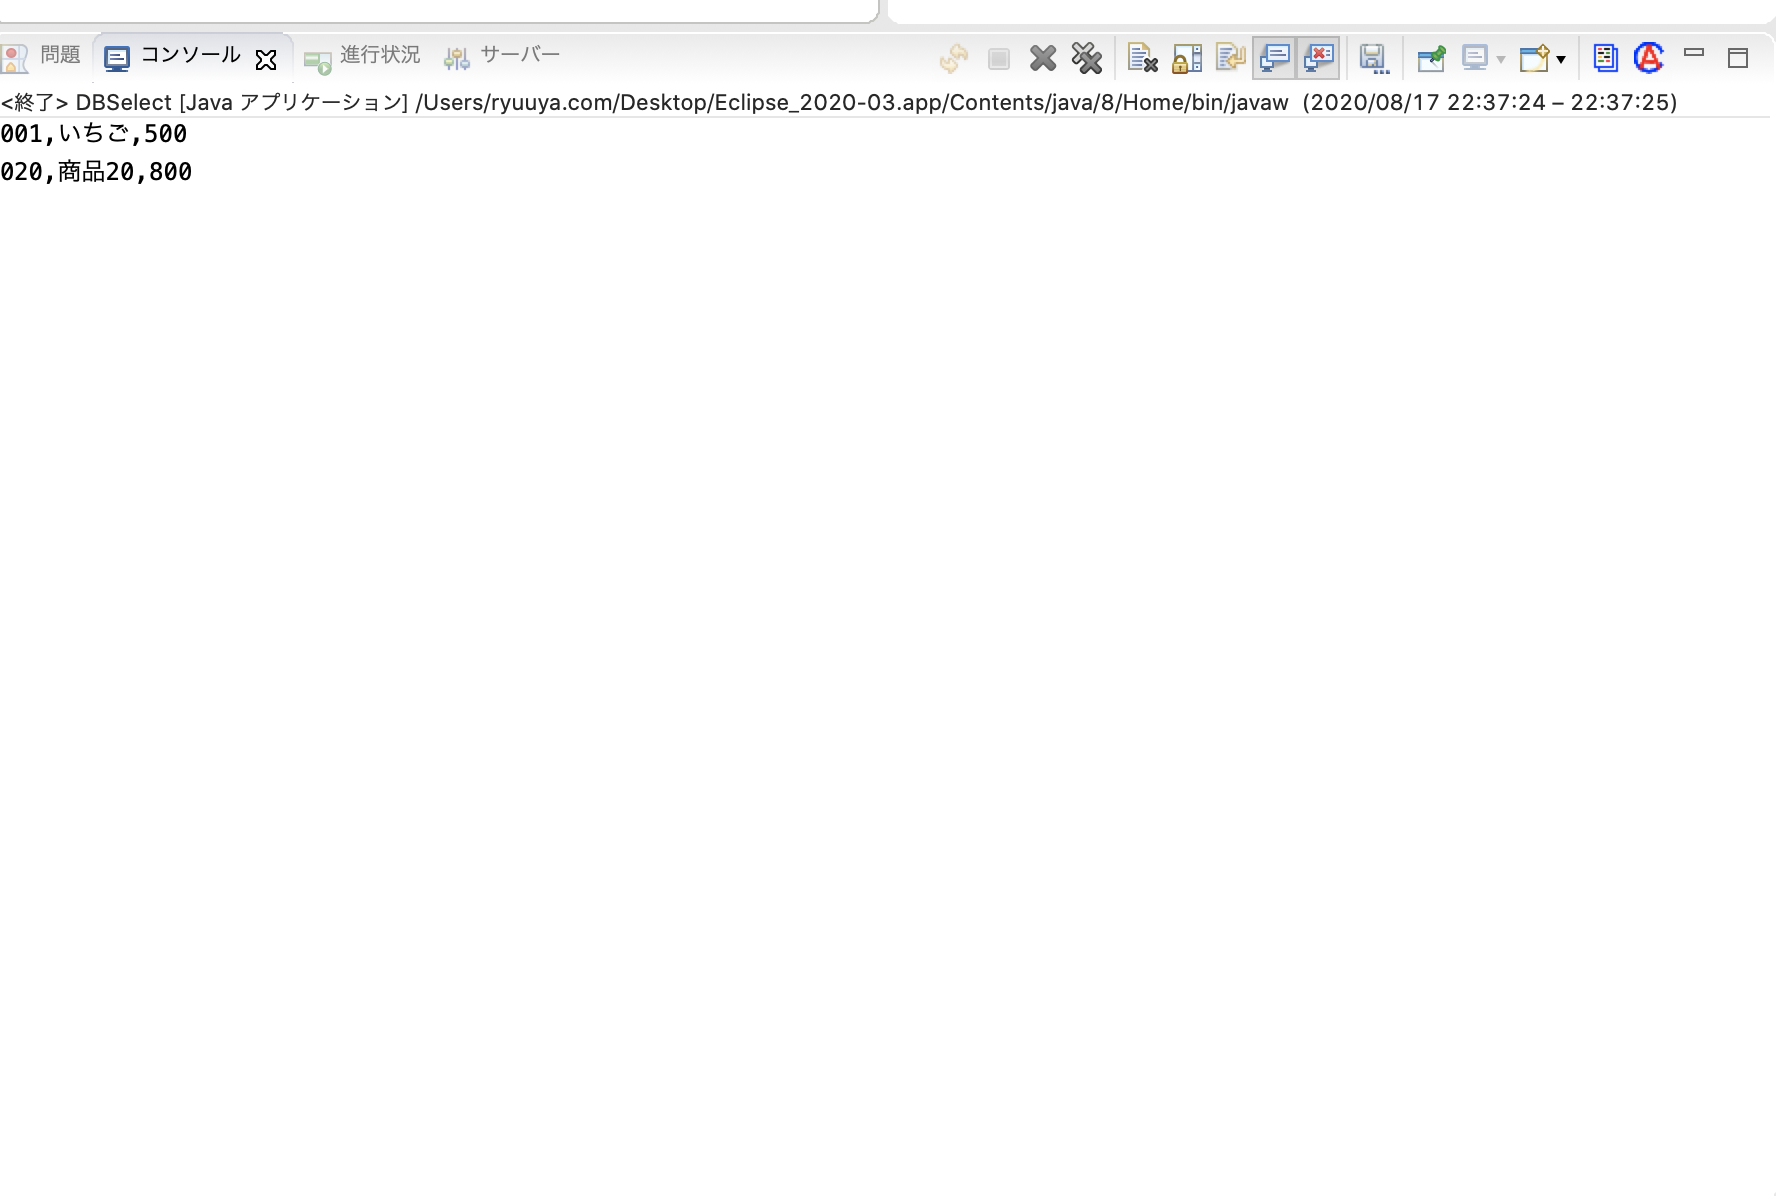 問題 コンソール 進行状況 サーバー
<終了> DBSelect [Java アプリケーション] /Users/ryuuya.com/Desktop/Eclipse_2020-03.app/Contents/java/8/Home/bin/javaw (2020/08/17 22:37:24 – 22:37:25)
001,いちご,500
020,商品20,800